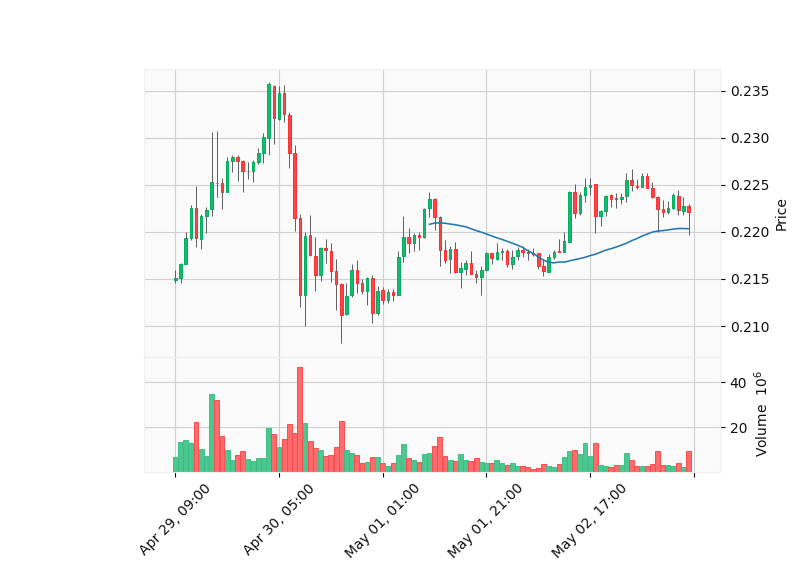 0.235
0.230
0.225
0.220
0.215
0.210
Price
40
20
Volume 10^6
Apr 29, 09:00
Apr 30, 05:00
May 01, 01:00
May 01, 21:00
May 02, 17:00